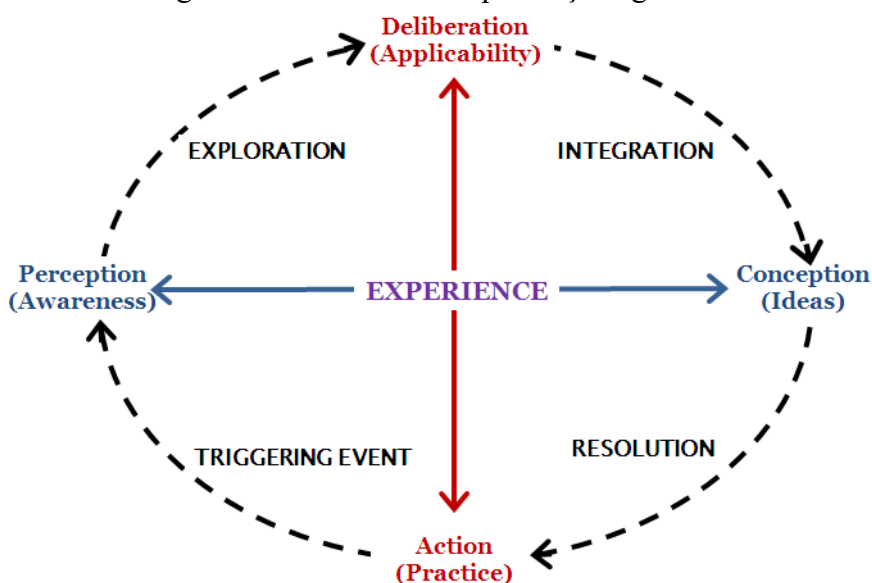 Deliberation
(Applicability)
EXPLORATION
INTEGRATION
Perception
(Awareness)
EXPERIENCE
Conception
(Ideas)
TRIGGERING EVENT
RESOLUTION
Action
(Practice)